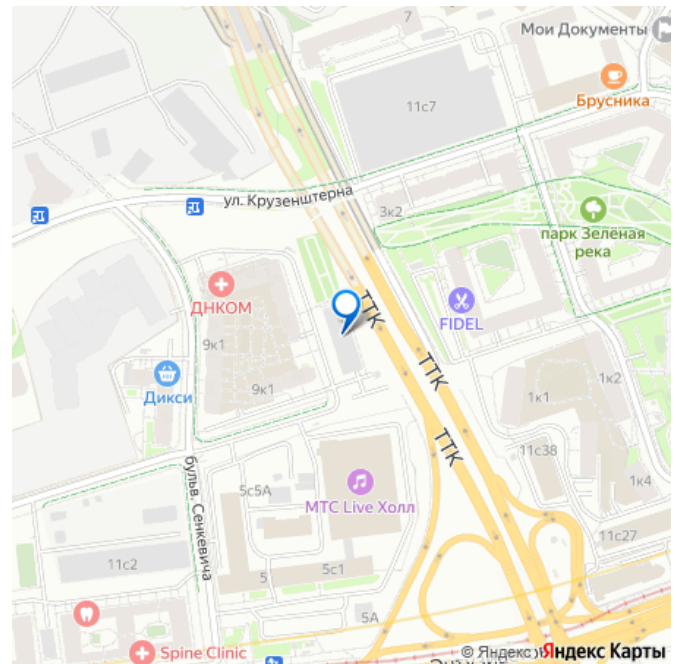 7
Мои Документы
Брусника
11с7
ул. Крузенштерна
3к2
парк Зелёная
река
ДНКОМ
ТТК
FIDEL
9к1
ТТК
Дикси
9к1
1к2
1к1
ТТК
11с38
5с5А
МТС Live Холл
1к4
бульв. Сенкевича
11с27
11с2
5
5с1
5А
Spine Clinic
© Яндекс
Яндекс Карты